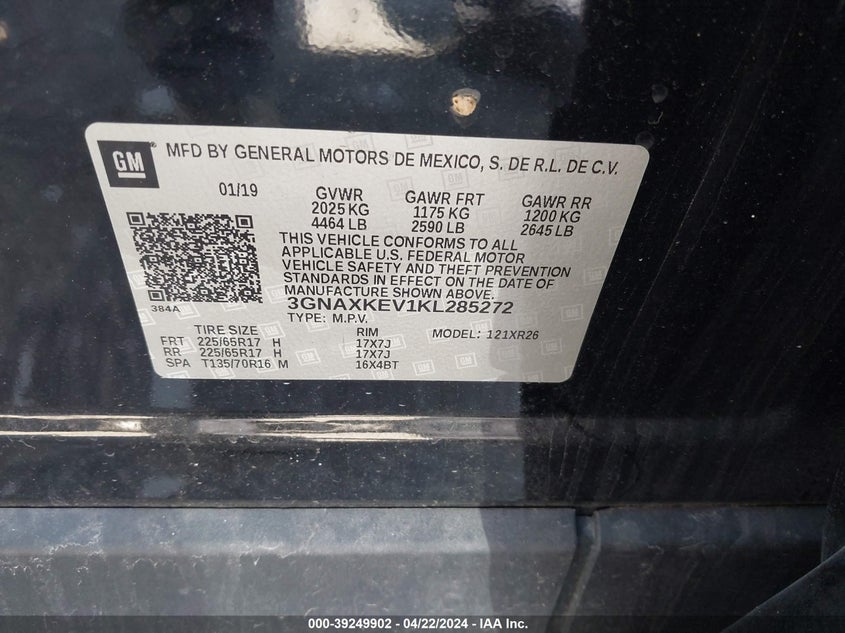 GM MFD BY GENERAL MOTORS DE MEXICO, S. DE R.L. DE C.V.
01/19 GVWR GAWR FRT GAWR RR
2025 KG 1175 KG 1200 KG
4464 LB 2590 LB 2645 LB
THIS VEHICLE CONFORMS TO ALL
APPLICABLE U.S. FEDERAL MOTOR
VEHICLE SAFETY AND THEFT PREVENTION
STANDARDS IN EFFECT ON THE DATE OF
MANUFACTURE SHOWN ABOVE.
384A 3GNAXKEV1KL285272
TYPE: M.P.V. MODEL: 121XR26
TIRE SIZE RIM
FRT 225/65R17 H 17X7J
RR 225/65R17 H 17X7J
SPA T135/70R16 M 16X4BT
000-39249902 - 04/22/2024 - IAA Inc.